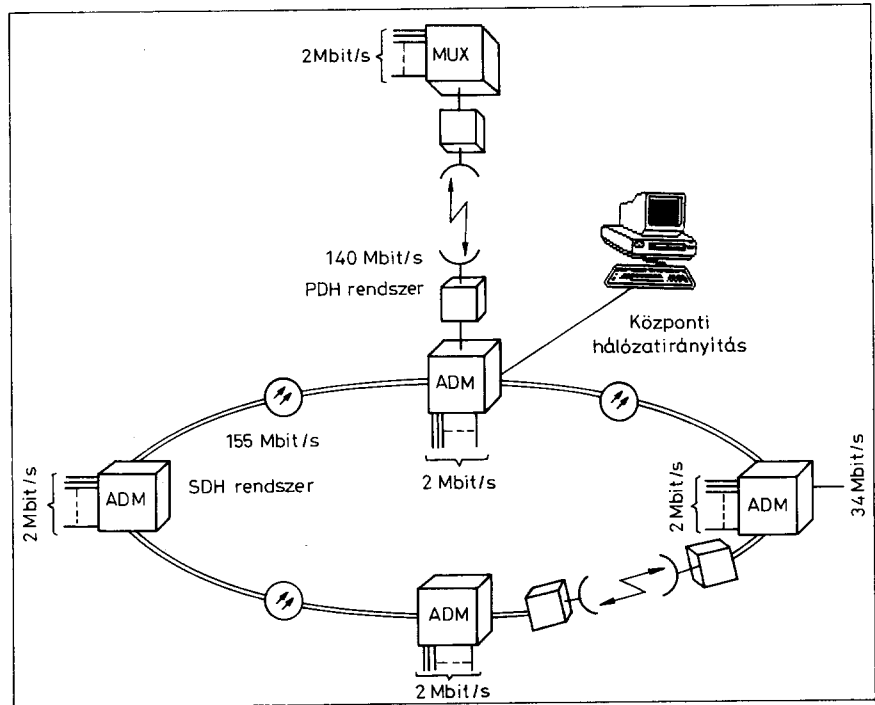 2Mbit/s
MUX
140 Mbit/s
PDH rendszer
Központi
hálózatirányítás
ADM
155 Mbit/s
2 Mbit/s
2 Mbit/s
ADM
SDH rendszer
2 Mbit/s
ADM
34 Mbit/s
ADM
2 Mbit/s